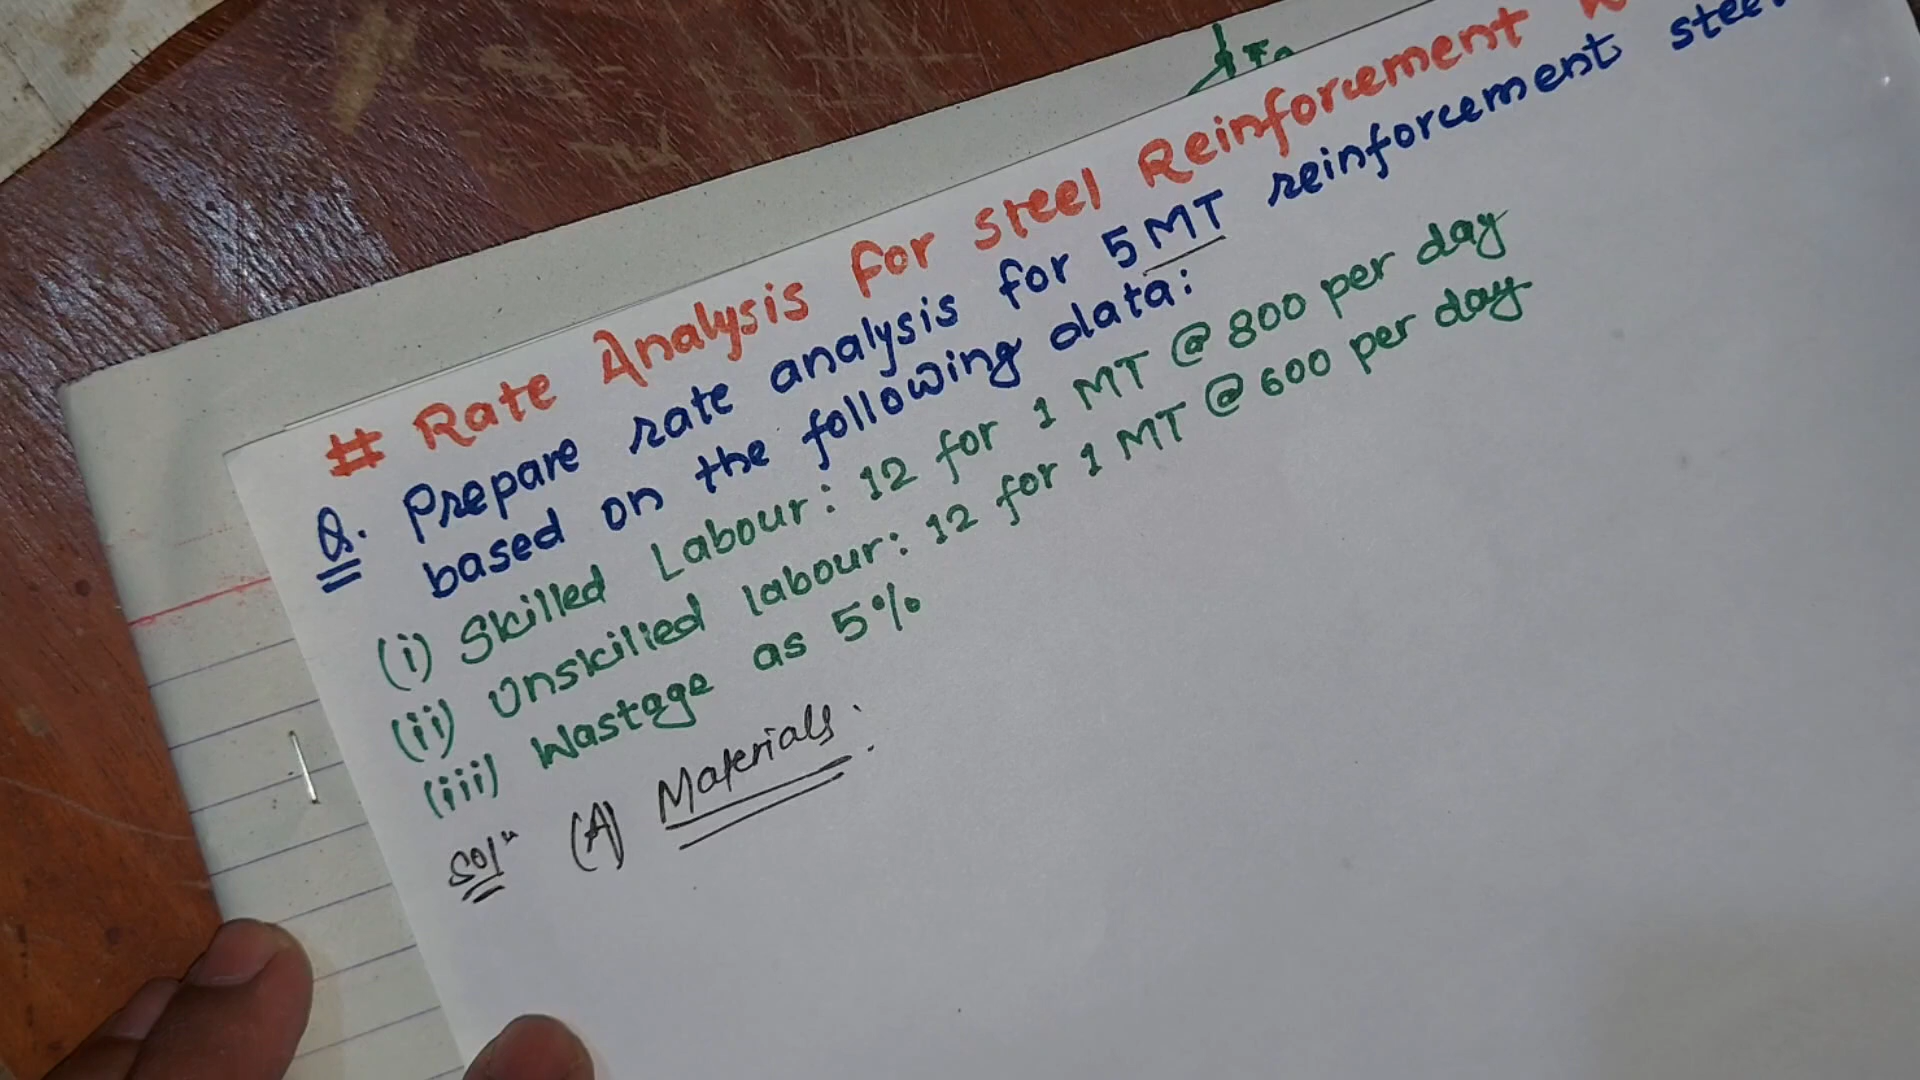 # Rate Analysis for steel Reinforcement
Q. Prepare rate analysis for 5 MT reinforcement steel
based on the following data:
(i) Skilled Labour: 12 for 1 MT @ 800 per day
(ii) Unskilled labour: 12 for 1 MT @ 600 per day
(iii) Wastage as 5%
Solⁿ (A) Materials: